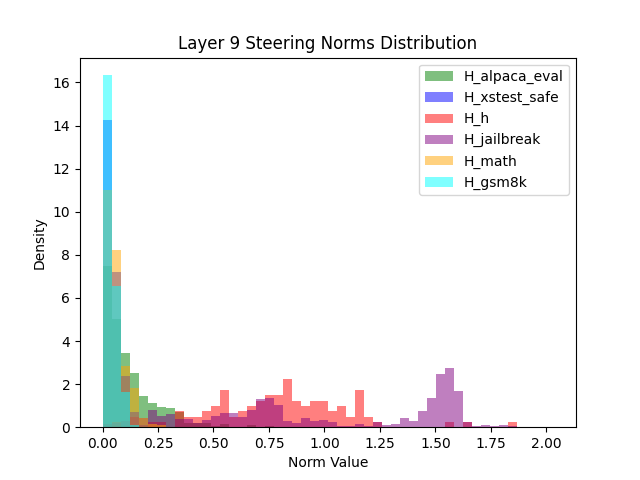 Layer 9 Steering Norms Distribution
H_alpaca_eval
H_xstest_safe
H_h
H_jailbreak
H_math
H_gsm8k
Density
16
14
12
10
8
6
4
2
0
0.00 0.25 0.50 0.75 1.00 1.25 1.50 1.75 2.00
Norm Value